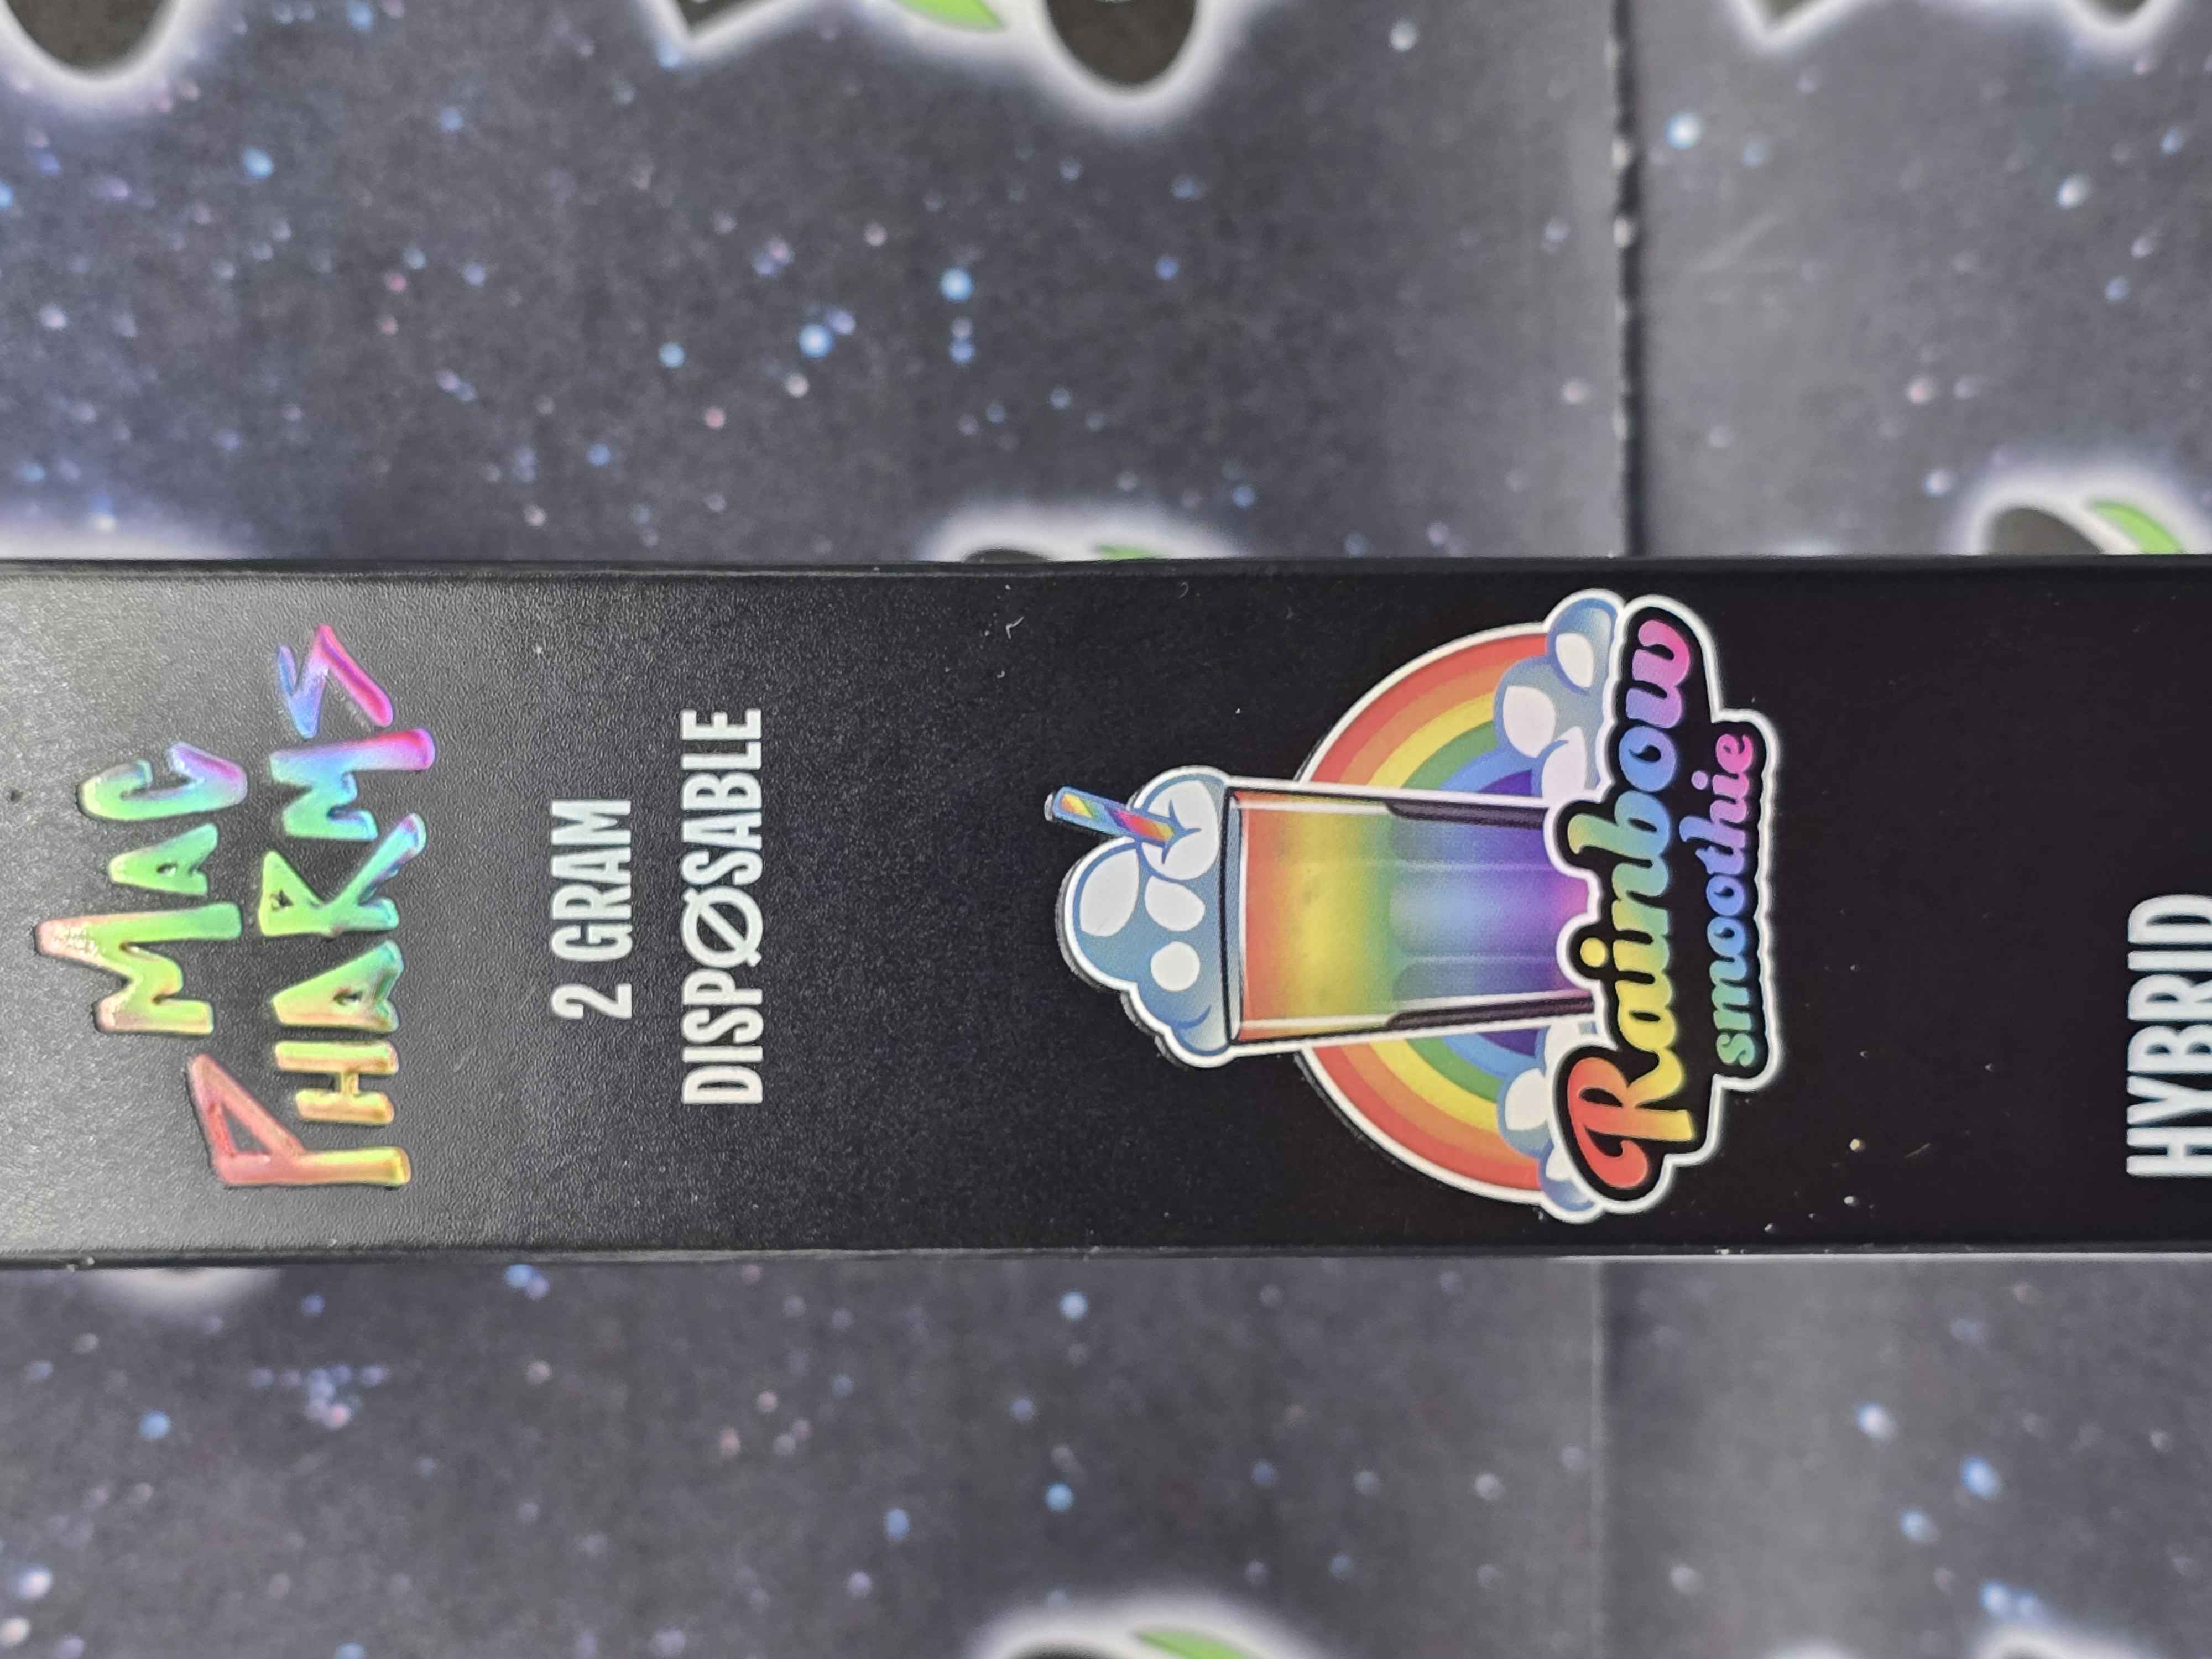 MAC
PHARMS
2 GRAM
DISPØSABLE
Rainbow
smoothie
HYBRID